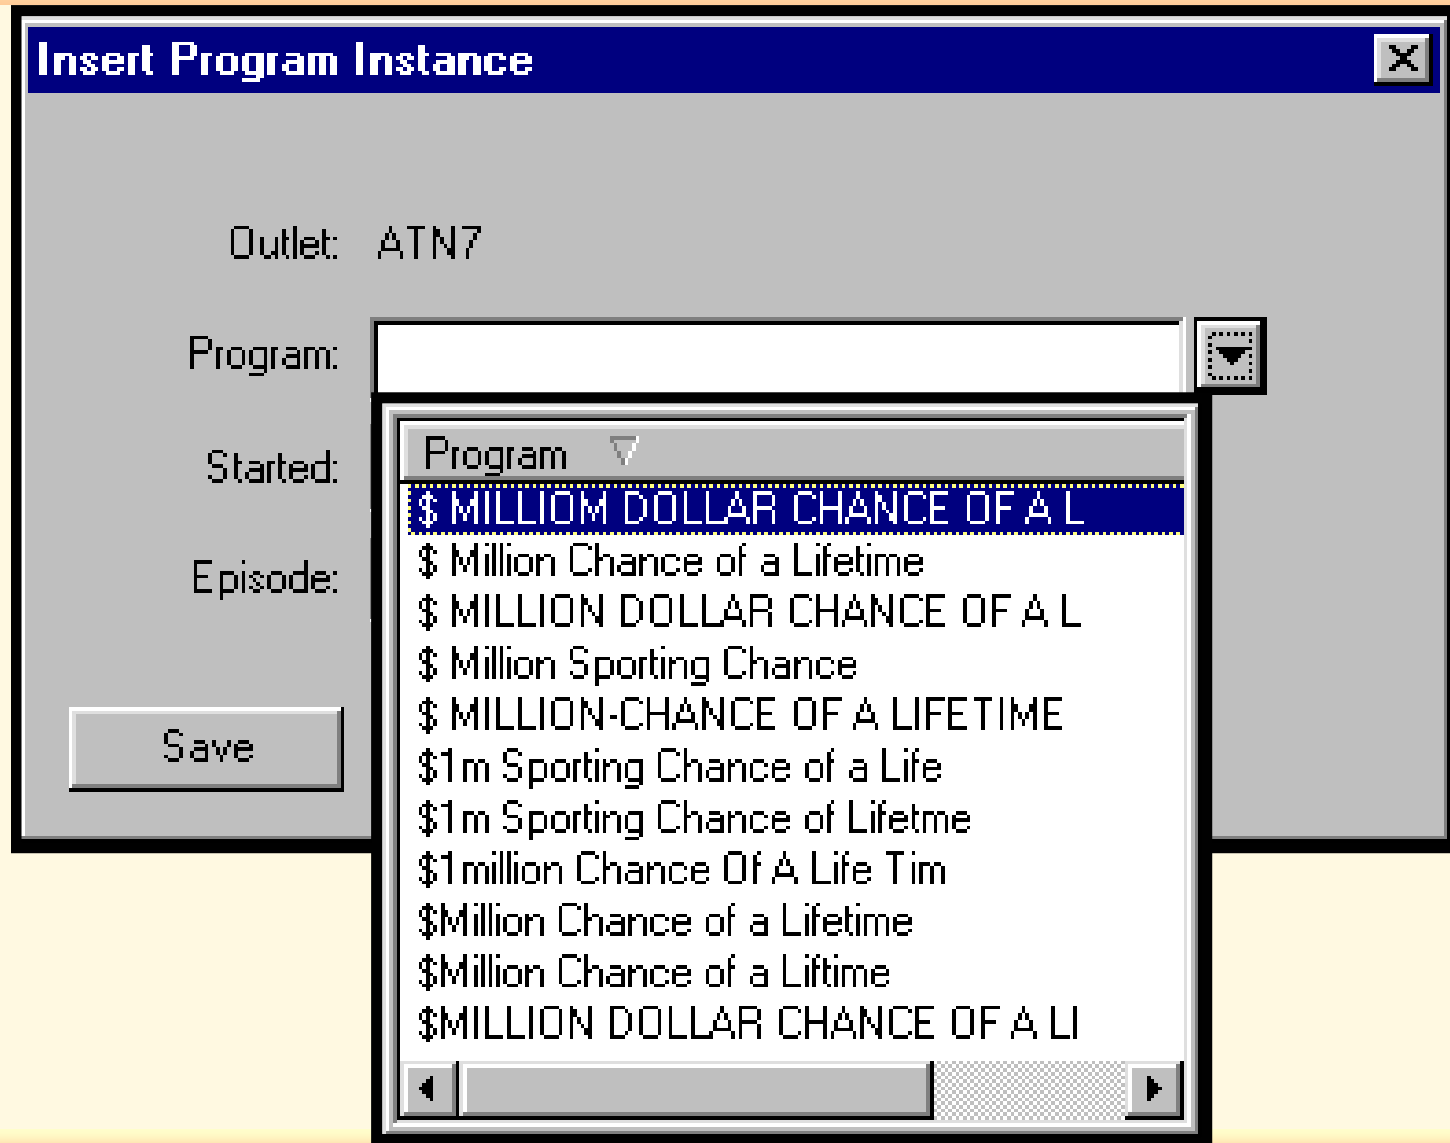 Insert Program Instance
Outlet: ATN7
Program:
Started:
Episode:
Save
Program
$ MILLIOM DOLLAR CHANCE OF A L
$ Million Chance of a Lifetime
$ MILLION DOLLAR CHANCE OF A L
$ Million Sporting Chance
$ MILLION-CHANCE OF A LIFETIME
$1m Sporting Chance of a Life
$1m Sporting Chance of Lifetme
$1million Chance Of A Life Tim
$Million Chance of a Lifetime
$Million Chance of a Liftime
$MILLION DOLLAR CHANCE OF A LI